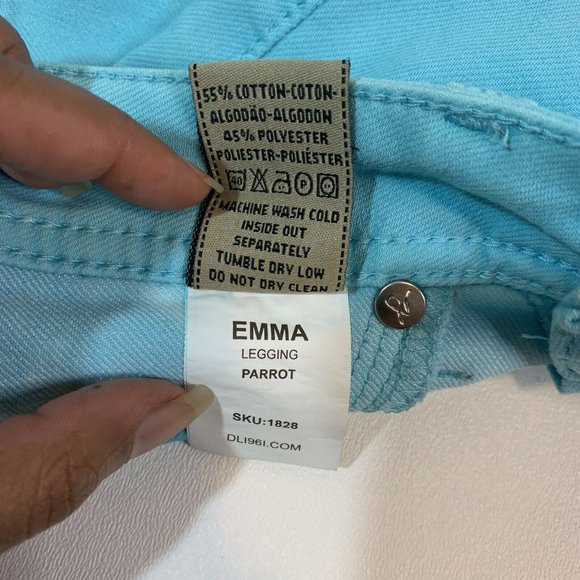 55% COTTON-COTON-
ALGODÃO-ALGODON
45% POLYESTER
POLIESTER-POLIÉSTER
40
MACHINE WASH COLD
INSIDE OUT
SEPARATELY
TUMBLE DRY LOW
DO NOT DRY CLEAN
EMMA
LEGGING
PARROT
SKU:1828
DLI96I.COM